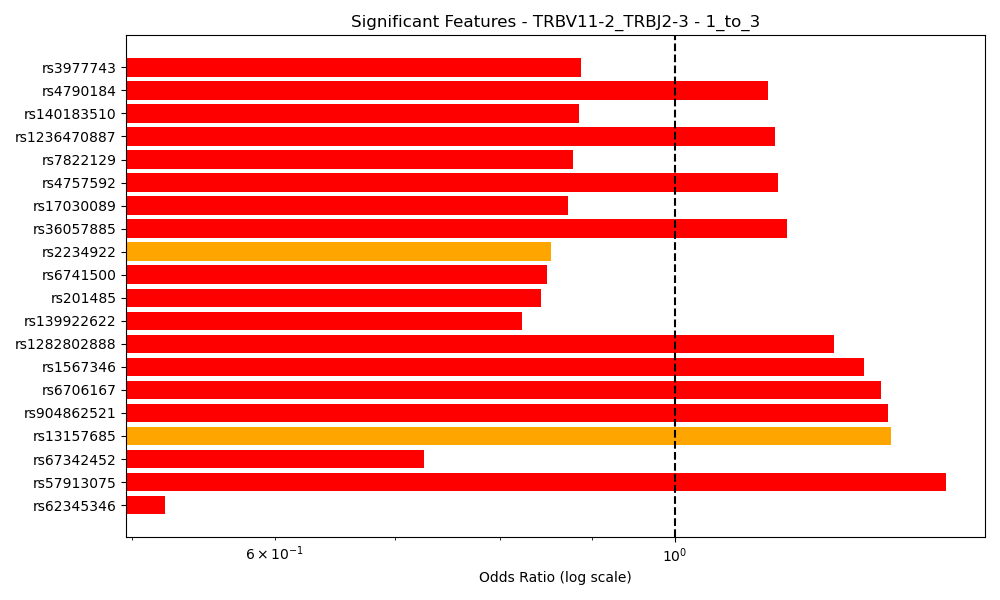 Significant Features - TRBV11-2_TRBJ2-3 - 1_to_3
rs3977743
rs4790184
rs140183510
rs1236470887
rs7822129
rs4757592
rs17030089
rs36057885
rs2234922
rs6741500
rs201485
rs139922622
rs1282802888
rs1567346
rs6706167
rs904862521
rs13157685
rs67342452
rs57913075
rs62345346
6 × 10⁻¹ 10⁰
Odds Ratio (log scale)